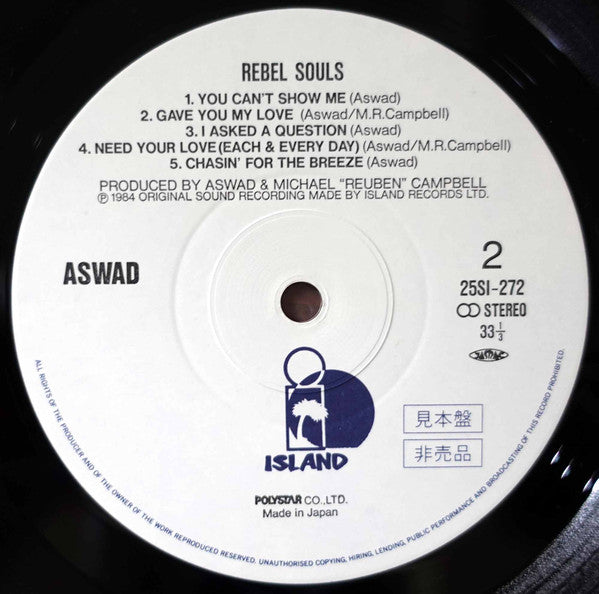 REBEL SOULS
1. YOU CAN'T SHOW ME (Aswad)
2. GAVE YOU MY LOVE (Aswad/M.R.Campbell)
3. I ASKED A QUESTION (Aswad)
4. NEED YOUR LOVE (EACH & EVERY DAY) (Aswad/M.R.Campbell)
5. CHASIN' FOR THE BREEZE (Aswad)
PRODUCED BY ASWAD & MICHAEL "REUBEN" CAMPBELL
Ⓟ 1984 ORIGINAL SOUND RECORDING MADE BY ISLAND RECORDS LTD.
ASWAD
2
25SI-272
STEREO
33 1/3
ISLAND
見本盤
非売品
POLYSTAR CO.,LTD.
Made in Japan
ALL RIGHTS OF THE PRODUCER AND OF THE OWNER OF THE WORK REPRODUCED RESERVED. UNAUTHORISED COPYING, HIRING, LENDING, PUBLIC PERFORMANCE AND BROADCASTING OF THIS RECORD PROHIBITED.